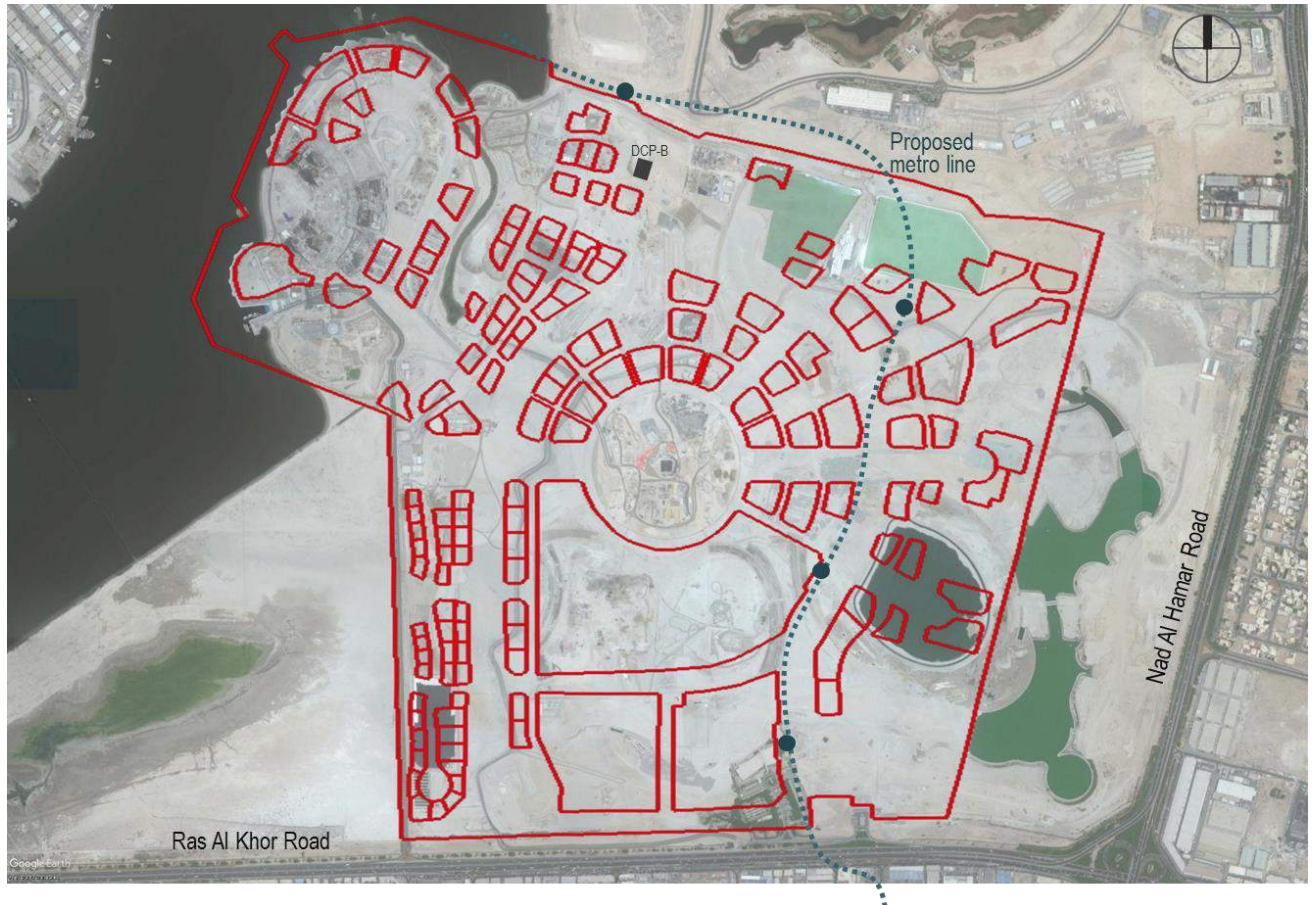 Proposed
metro line
DCP-B
Nad Al Hamar Road
Ras Al Khor Road
Google Earth